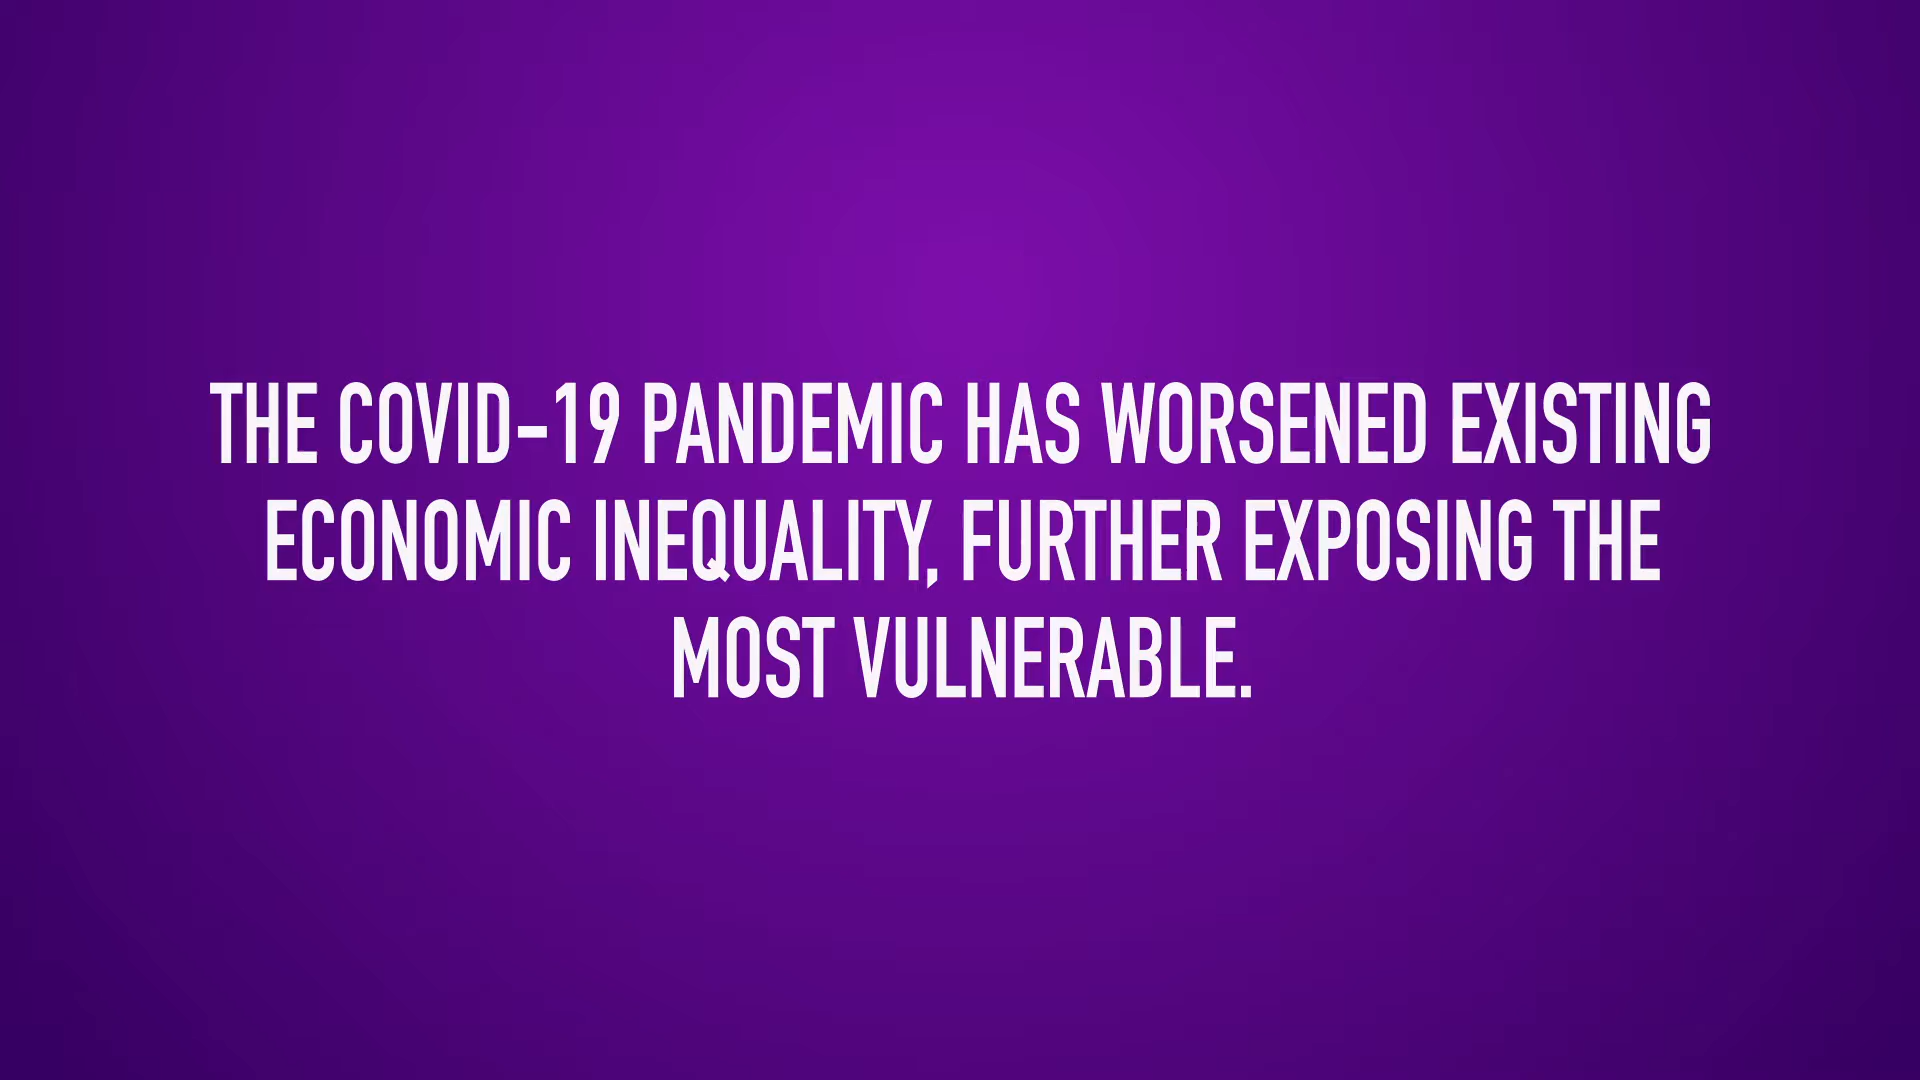 THE COVID-19 PANDEMIC HAS WORSENED EXISTING
ECONOMIC INEQUALITY, FURTHER EXPOSING THE
MOST VULNERABLE.